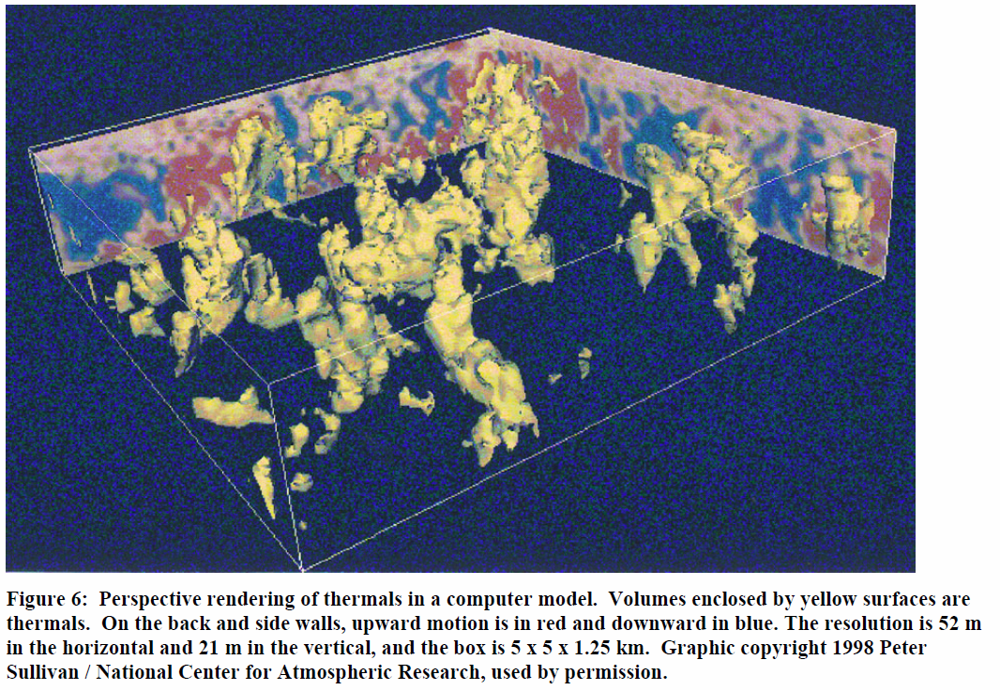 Figure 6:  Perspective rendering of thermals in a computer model.  Volumes enclosed by yellow surfaces are
thermals.  On the back and side walls, upward motion is in red and downward in blue. The resolution is 52 m
in the horizontal and 21 m in the vertical, and the box is 5 x 5 x 1.25 km.  Graphic copyright 1998 Peter
Sullivan / National Center for Atmospheric Research, used by permission.